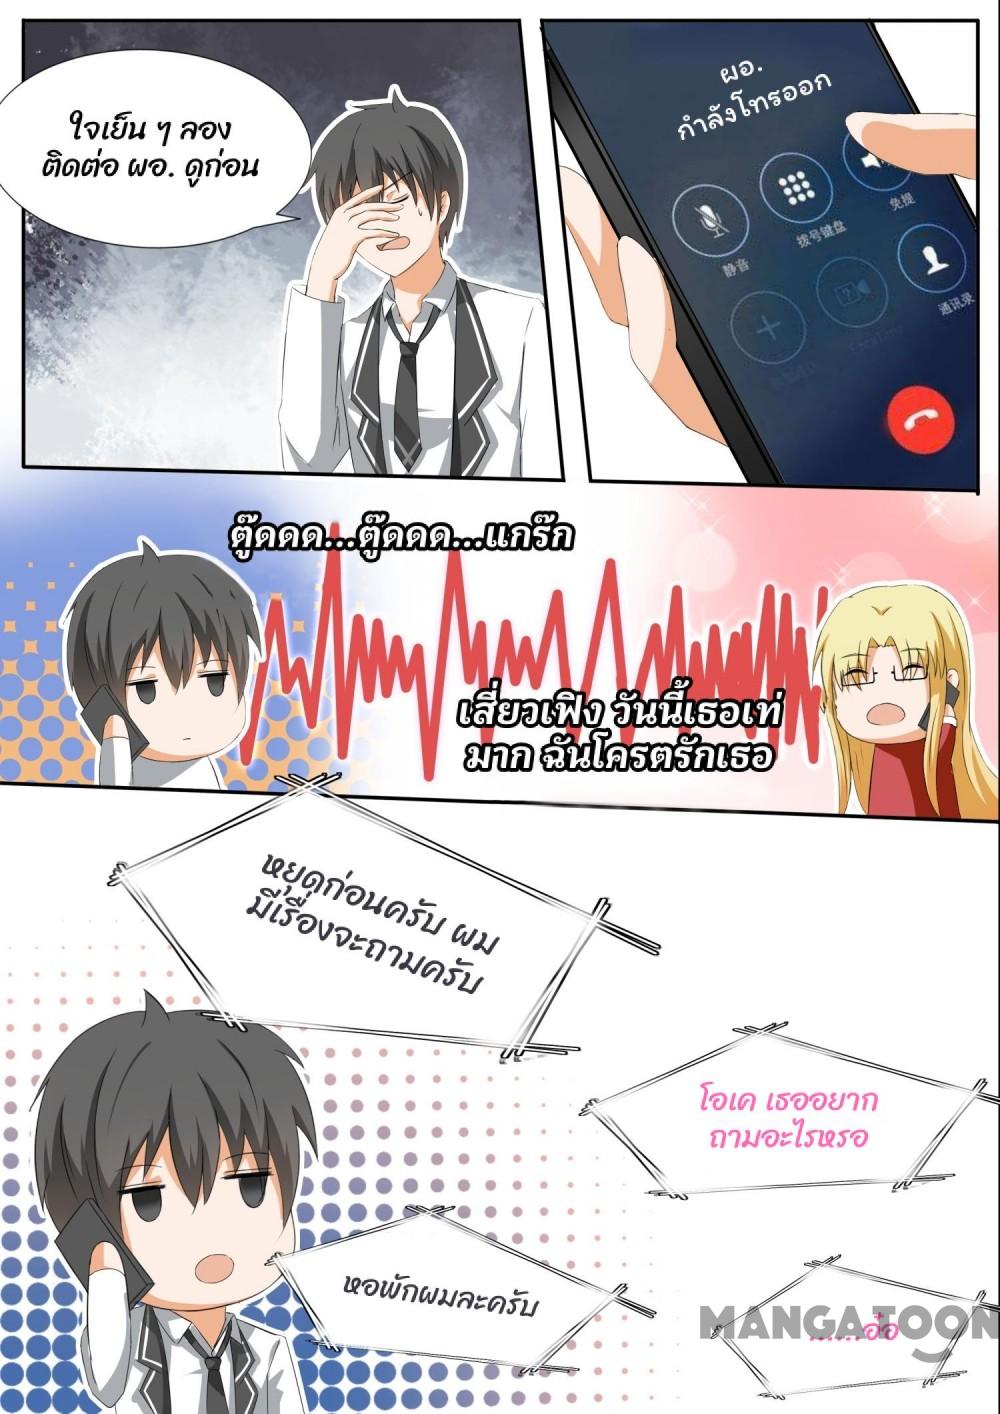 ใจเย็น ๆ ลอง
ติดต่อ ผอ. ดูก่อน
ผอ.
กำลังโทรออก
静音
拨号键盘
免提
通讯录
ตู๊ดดด...ตู๊ดดด...แกร๊ก
เสี่ยวเฟิง วันนี้เธอเท่
มาก ฉันโครตรักเธอ
หยุดก่อนครับ ผม
มีเรื่องจะถามครับ
โอเค เธออยาก
ถามอะไรหรอ
หอพักผมละครับ
......อ๋อ
MANGATOON